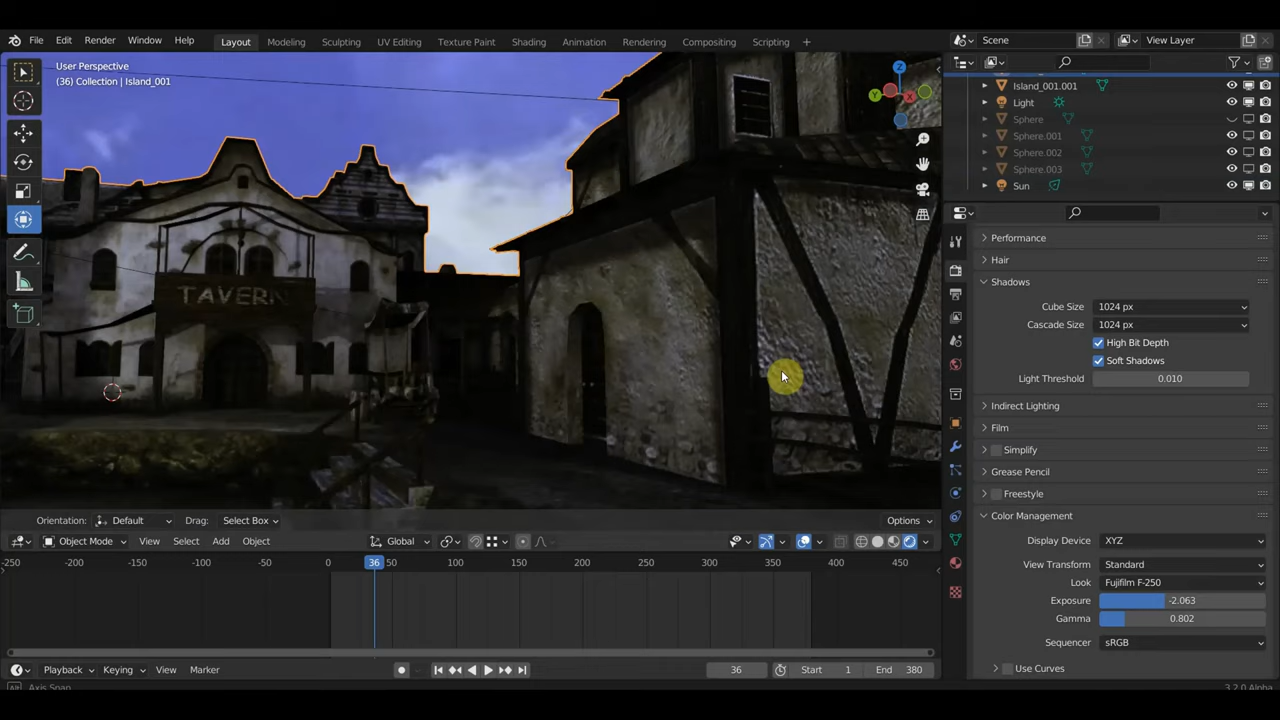 File Edit Render Window Help Layout Modeling Sculpting UV Editing Texture Paint Shading Animation Rendering Compositing Scripting + Scene View Layer
User Perspective
(36) Collection | Island_001
Z
Y
X
Island_001.001
Light
Sphere
Sphere.001
Sphere.002
Sphere.003
Sun
TAVERN
Performance
Hair
Shadows
Cube Size 1024 px
Cascade Size 1024 px
High Bit Depth
Soft Shadows
Light Threshold 0.010
Indirect Lighting
Film
Simplify
Grease Pencil
Freestyle
Color Management
Display Device XYZ
View Transform Standard
Look Fujifilm F-250
Exposure -2.063
Gamma 0.802
Sequencer sRGB
Use Curves
Orientation: Default Drag: Select Box Options
Object Mode View Select Add Object Global
-250 -200 -150 -100 -50 0 36 50 100 150 200 250 300 350 400 450
Playback Keying View Marker 36 Start 1 End 380
Axis Snap 3.2.0 Alpha